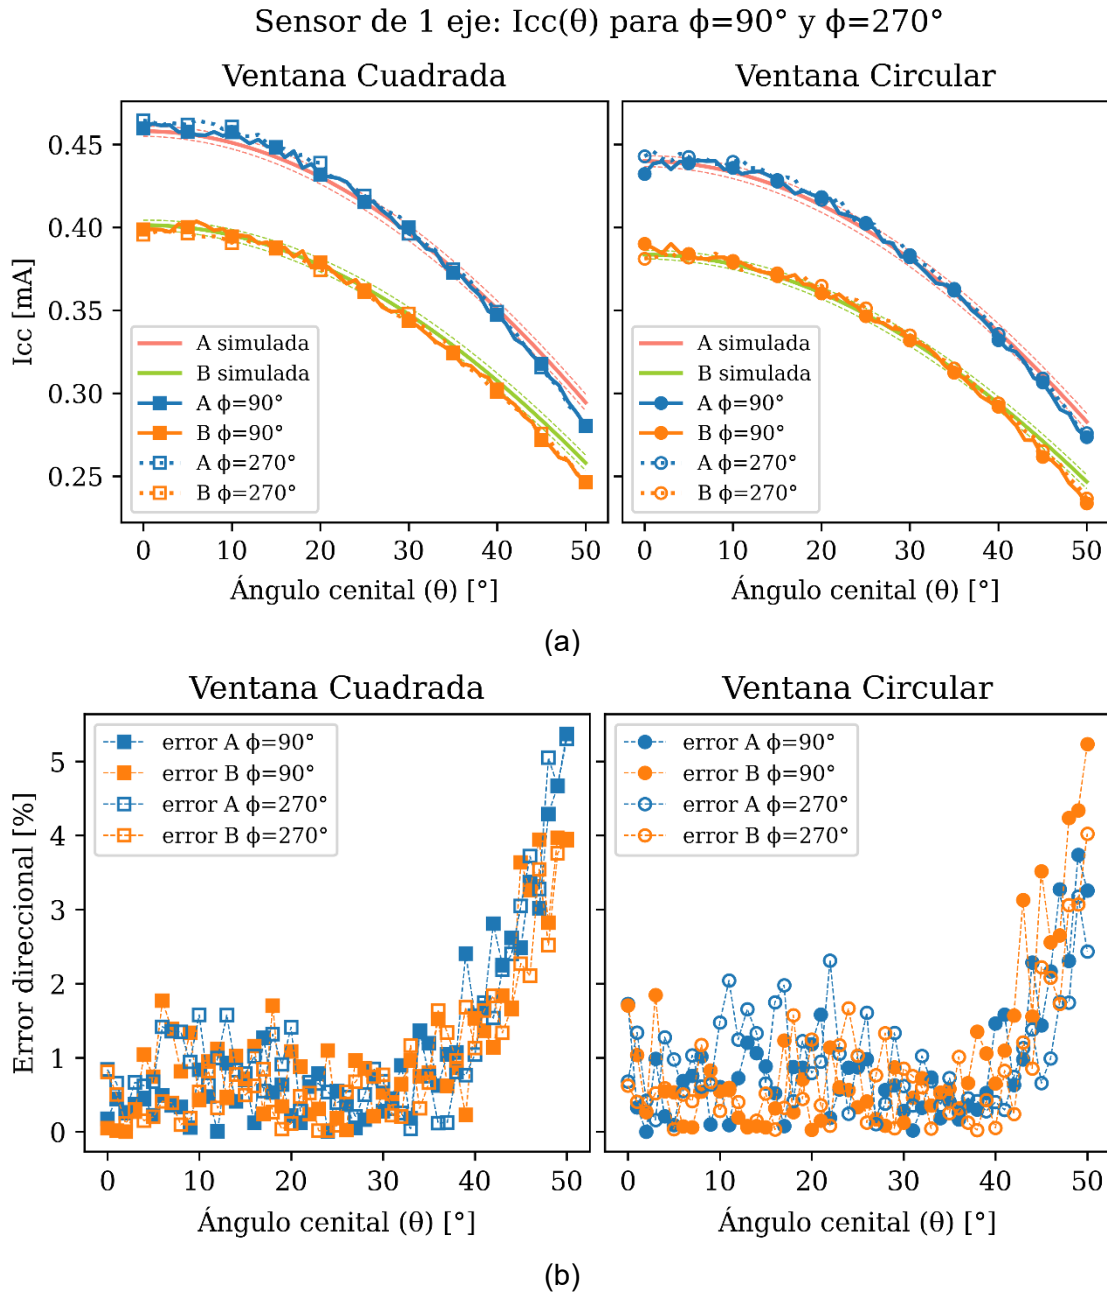 Sensor de 1 eje: Icc(θ) para ϕ=90° y ϕ=270°
Ventana Cuadrada
Ventana Circular
Icc [mA]
0.45
0.40
0.35
0.30
0.25
A simulada
B simulada
A ϕ=90°
B ϕ=90°
A ϕ=270°
B ϕ=270°
A simulada
B simulada
A ϕ=90°
B ϕ=90°
A ϕ=270°
B ϕ=270°
0 10 20 30 40 50
0 10 20 30 40 50
Ángulo cenital (θ) [°]
Ángulo cenital (θ) [°]
(a)
Ventana Cuadrada
Ventana Circular
Error direccional [%]
5
4
3
2
1
0
error A ϕ=90°
error B ϕ=90°
error A ϕ=270°
error B ϕ=270°
error A ϕ=90°
error B ϕ=90°
error A ϕ=270°
error B ϕ=270°
0 10 20 30 40 50
0 10 20 30 40 50
Ángulo cenital (θ) [°]
Ángulo cenital (θ) [°]
(b)